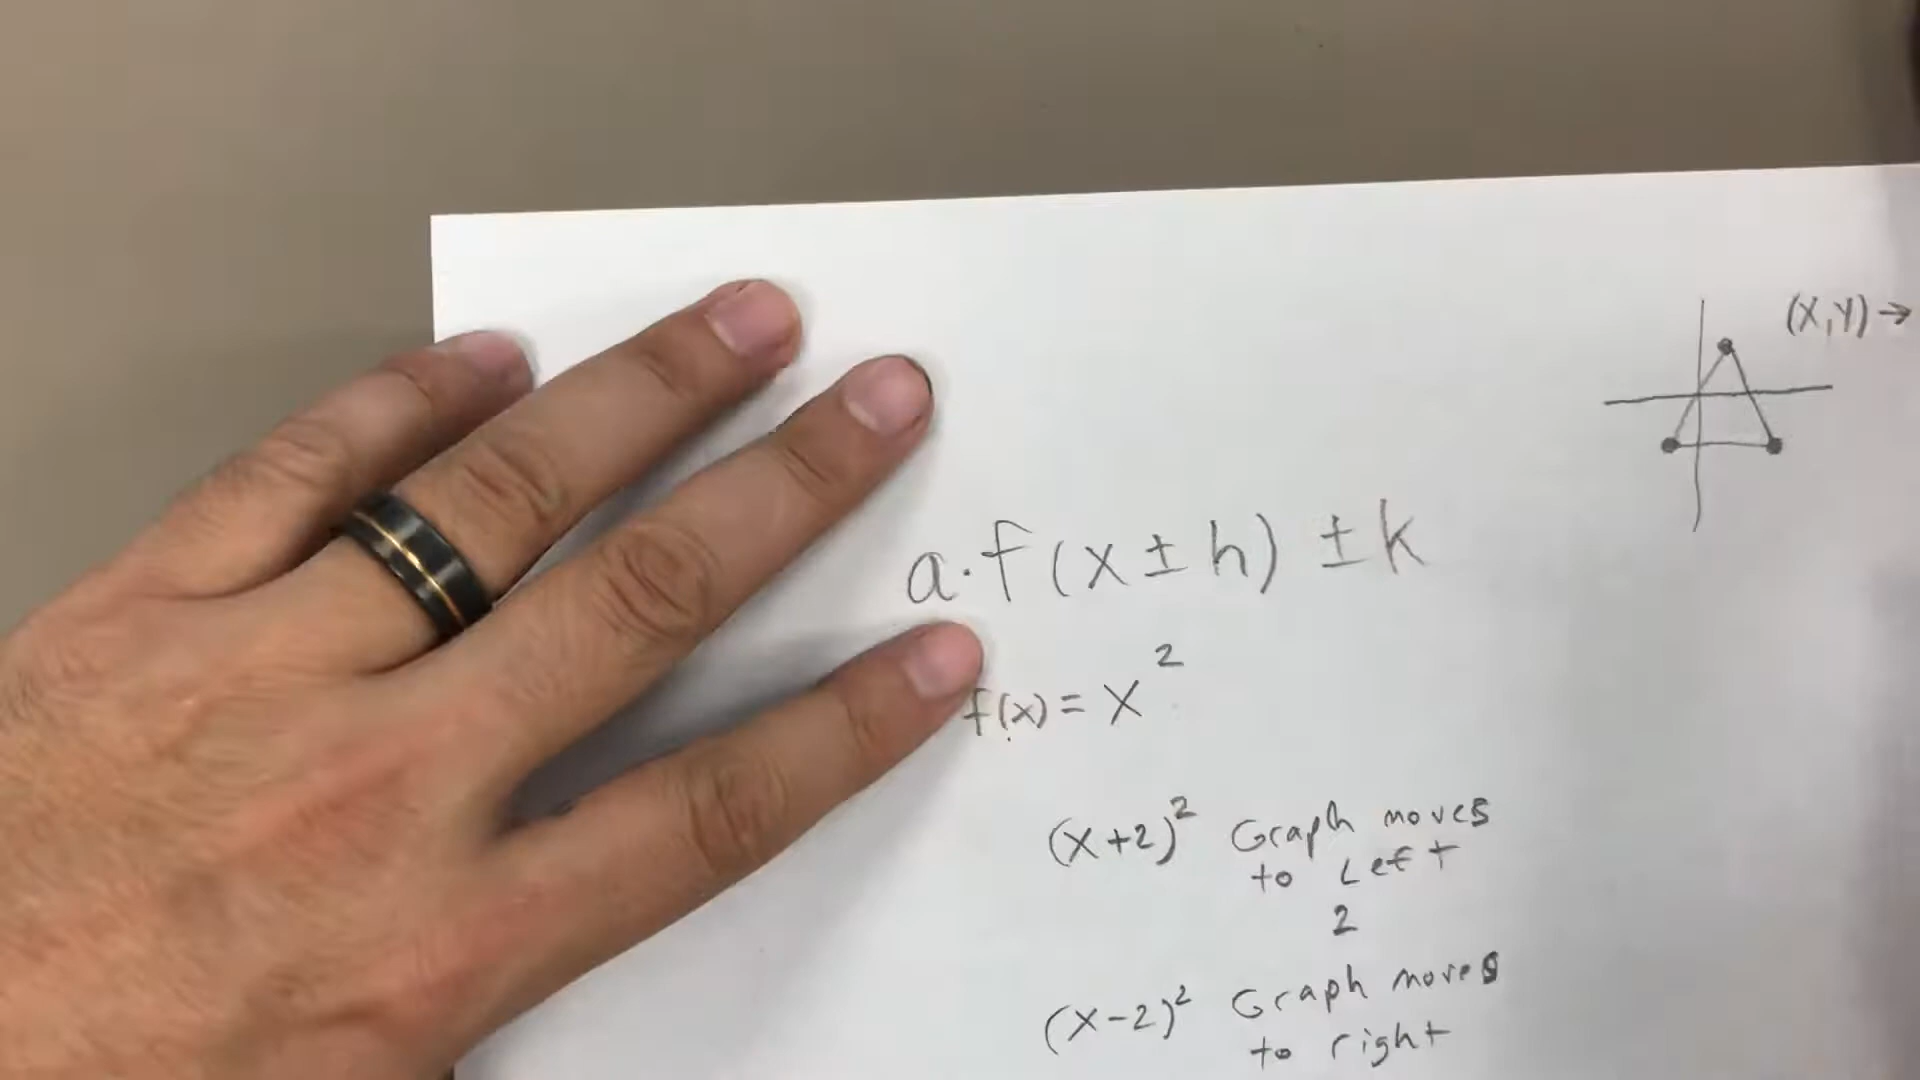 (X,Y) →
a·f(x±h) ±k
f(x) = x²
(x+2)² Graph moves
to Left
2
(x-2)² Graph moves
to right